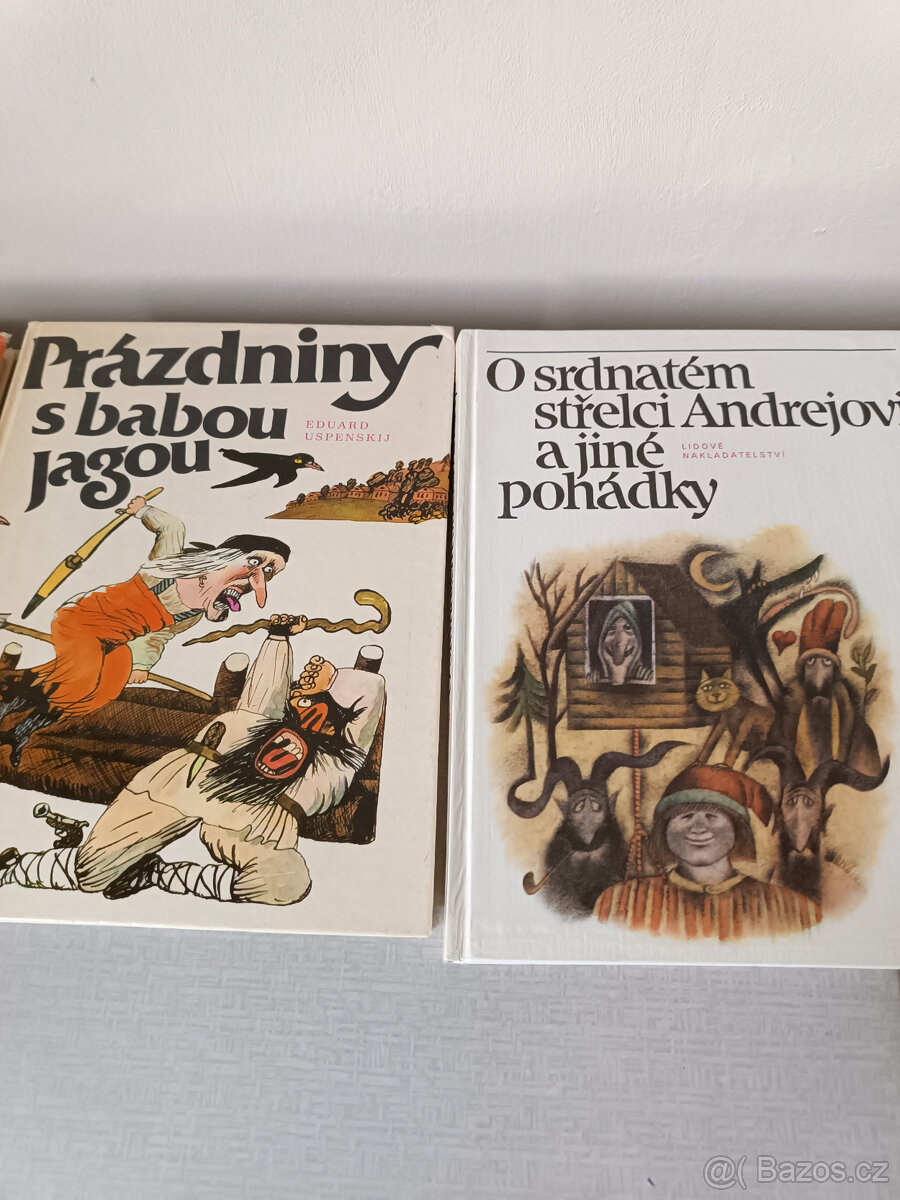 Prázdniny
s babou
Jagou
EDUARD
USPENSKIJ
O srdnatém
střelci Andrejovi
a jiné
pohádky
LIDOVÉ
NAKLADATELSTVÍ
@( Bazos.cz